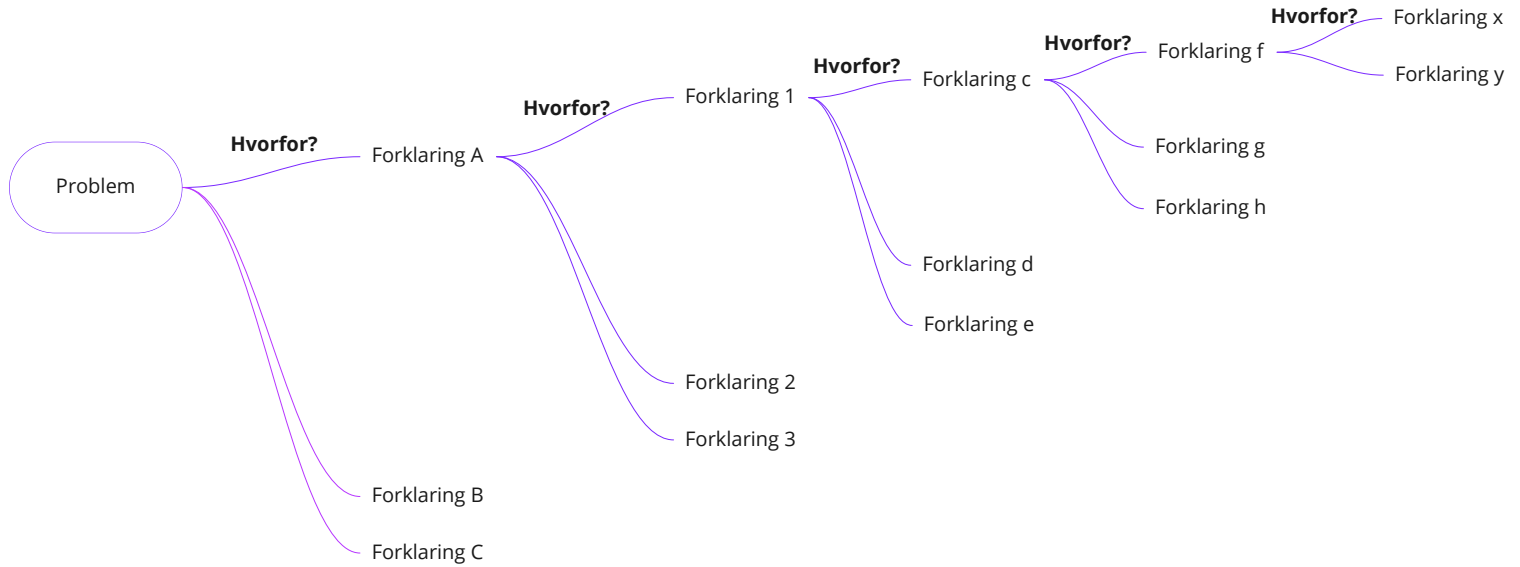 Hvorfor?
Forklaring x
Hvorfor?
Forklaring f
Hvorfor?
Forklaring c
Forklaring y
Hvorfor?
Forklaring 1
Hvorfor?
Forklaring A
Forklaring g
Problem
Forklaring h
Forklaring d
Forklaring e
Forklaring 2
Forklaring 3
Forklaring B
Forklaring C